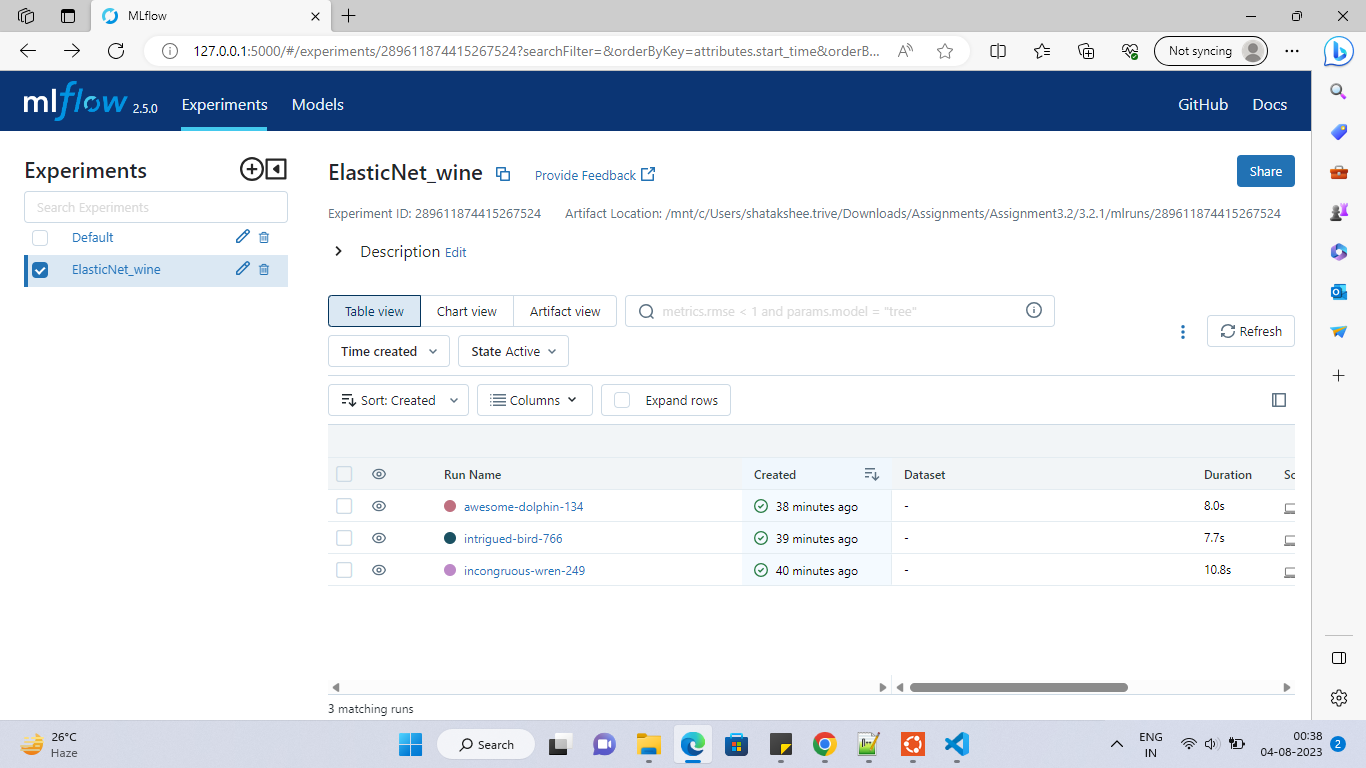 MLflow
127.0.0.1:5000/#/experiments/289611874415267524?searchFilter=&orderByKey=attributes.start_time&orderB...
Not syncing
mlflow 2.5.0
Experiments
Models
GitHub
Docs
Experiments
Search Experiments
Default
ElasticNet_wine
ElasticNet_wine
Provide Feedback
Share
Experiment ID: 289611874415267524
Artifact Location: /mnt/c/Users/shatakshee.trive/Downloads/Assignments/Assignment3.2/3.2.1/mlruns/289611874415267524
Description Edit
Table view
Chart view
Artifact view
metrics.rmse < 1 and params.model = "tree"
Refresh
Time created
State Active
Sort: Created
Columns
Expand rows
Run Name
Created
Dataset
Duration
awesome-dolphin-134
38 minutes ago
-
8.0s
intrigued-bird-766
39 minutes ago
-
7.7s
incongruous-wren-249
40 minutes ago
-
10.8s
3 matching runs
26°C
Haze
Search
ENG
IN
00:38
04-08-2023
2